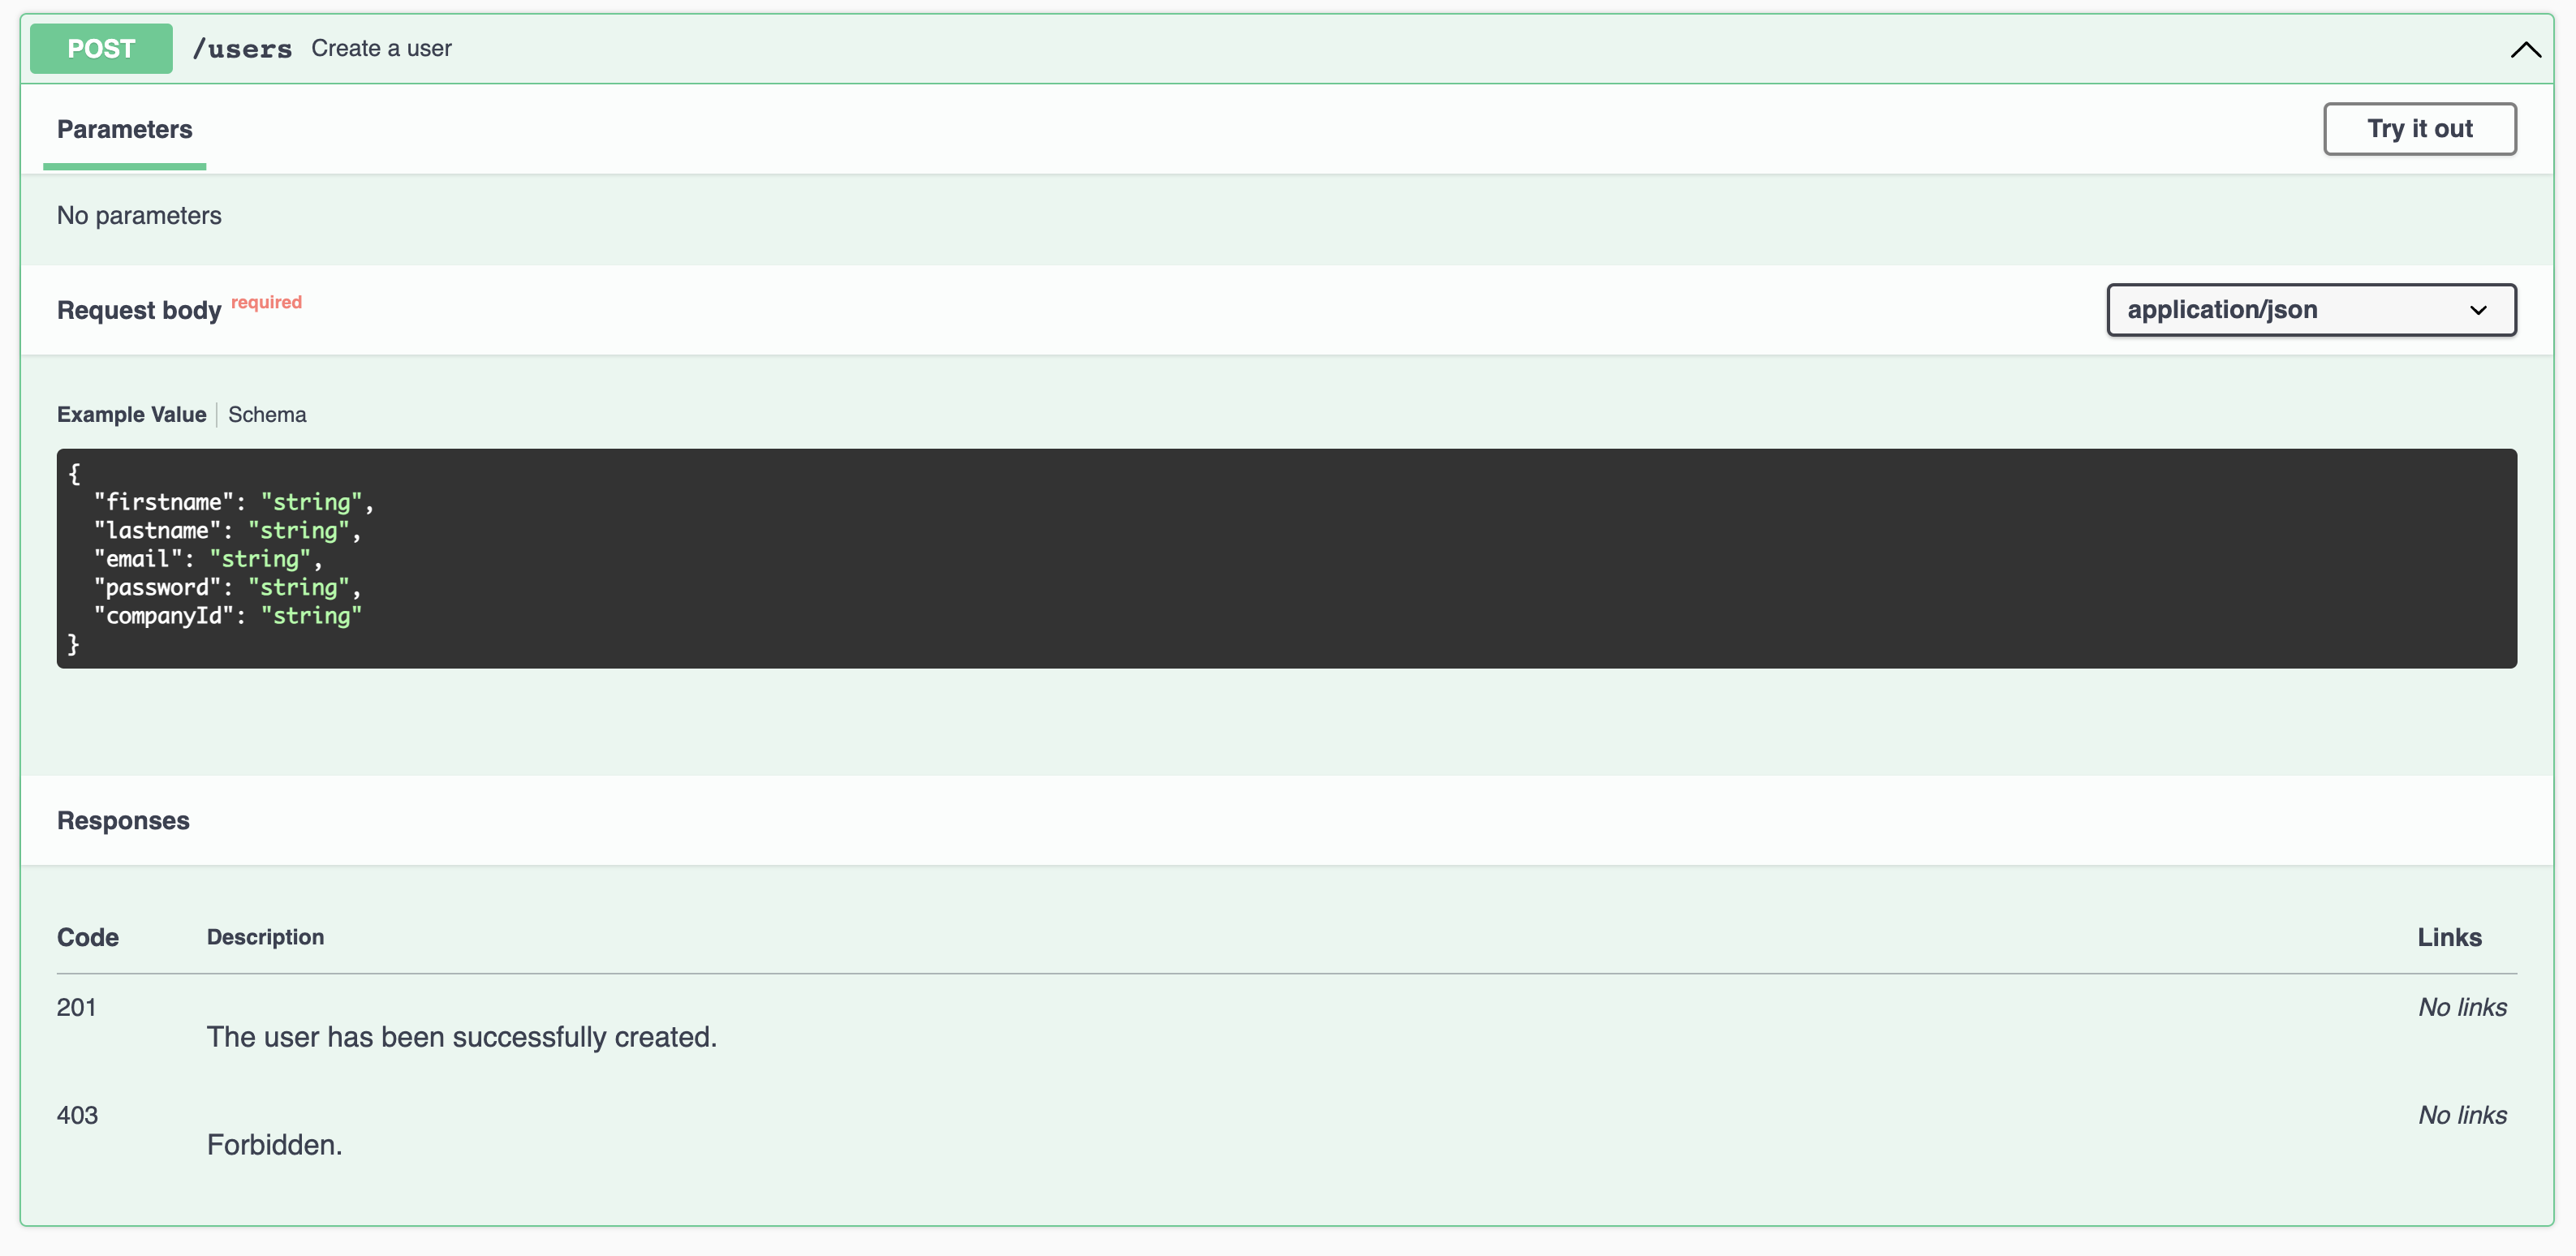 POST /users Create a user
Parameters
Try it out
No parameters
Request body required
application/json
Example Value Schema
{
  "firstname": "string",
  "lastname": "string",
  "email": "string",
  "password": "string",
  "companyId": "string"
}
Responses
Code Description Links
201 No links
The user has been successfully created.
403 No links
Forbidden.